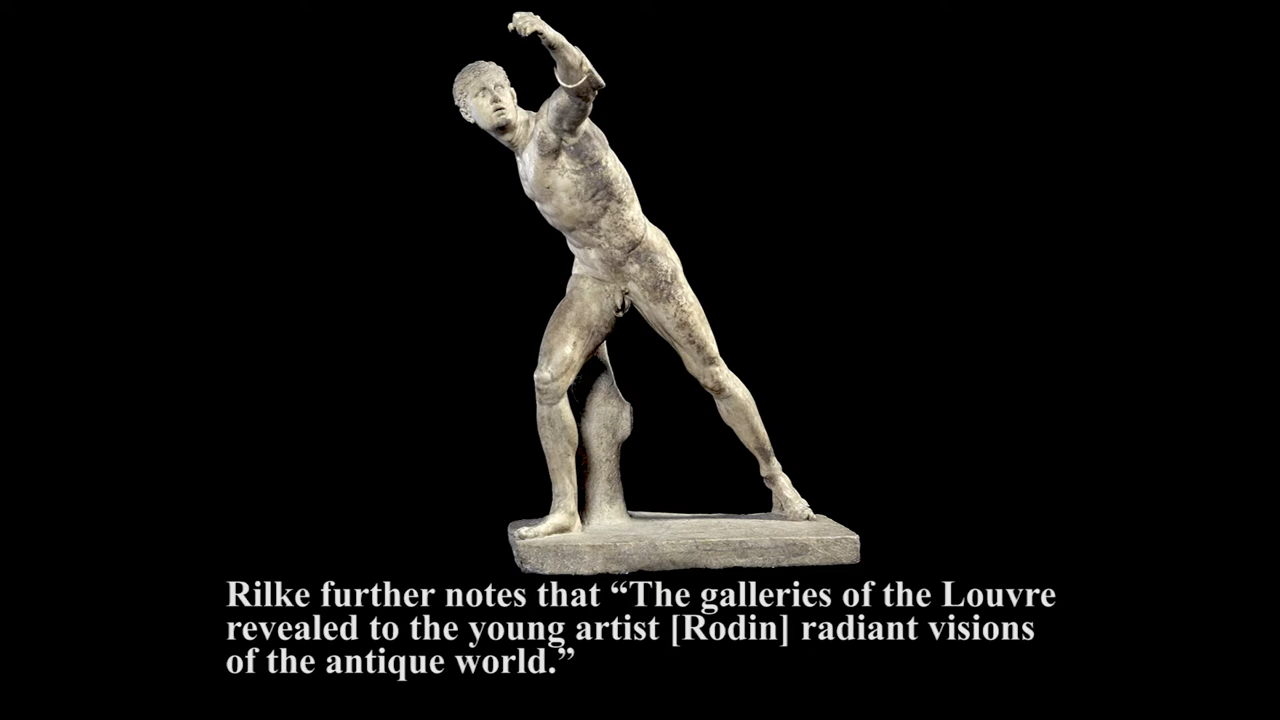 Rilke further notes that “The galleries of the Louvre
revealed to the young artist [Rodin] radiant visions
of the antique world.”